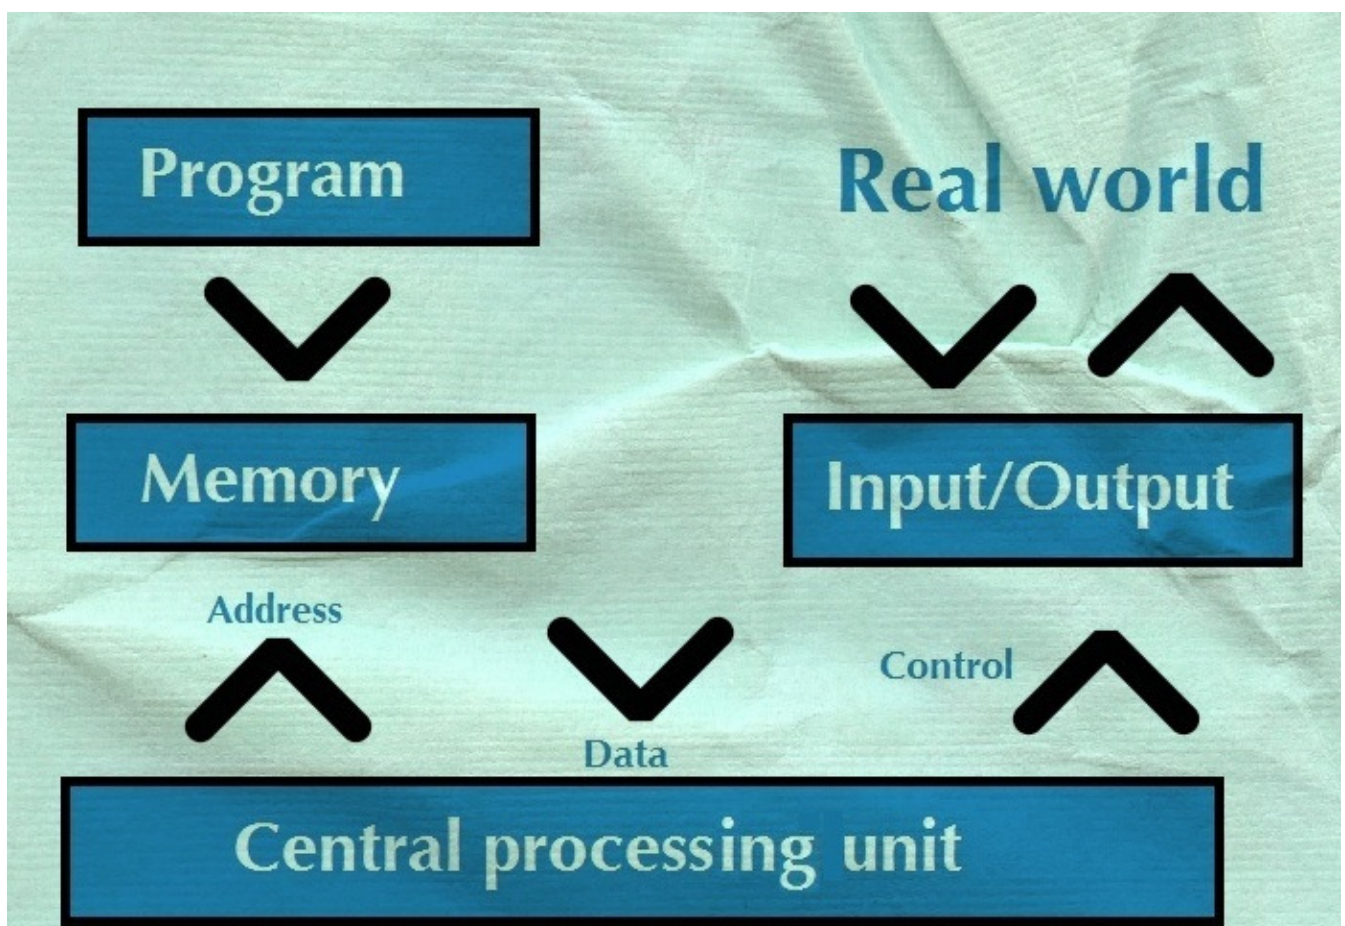 Program
Real world
Memory
Input/Output
Address
Control
Data
Central processing unit